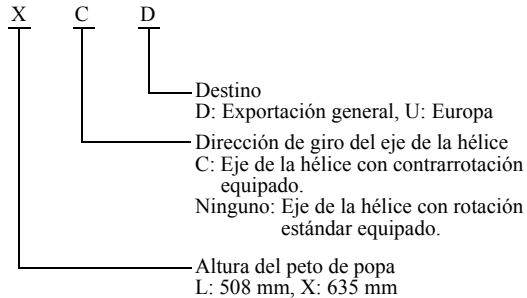 X C D
Destino
D: Exportación general, U: Europa
Dirección de giro del eje de la hélice
C: Eje de la hélice con contrarrotación
equipado.
Ninguno: Eje de la hélice con rotación
estándar equipado.
Altura del peto de popa
L: 508 mm, X: 635 mm